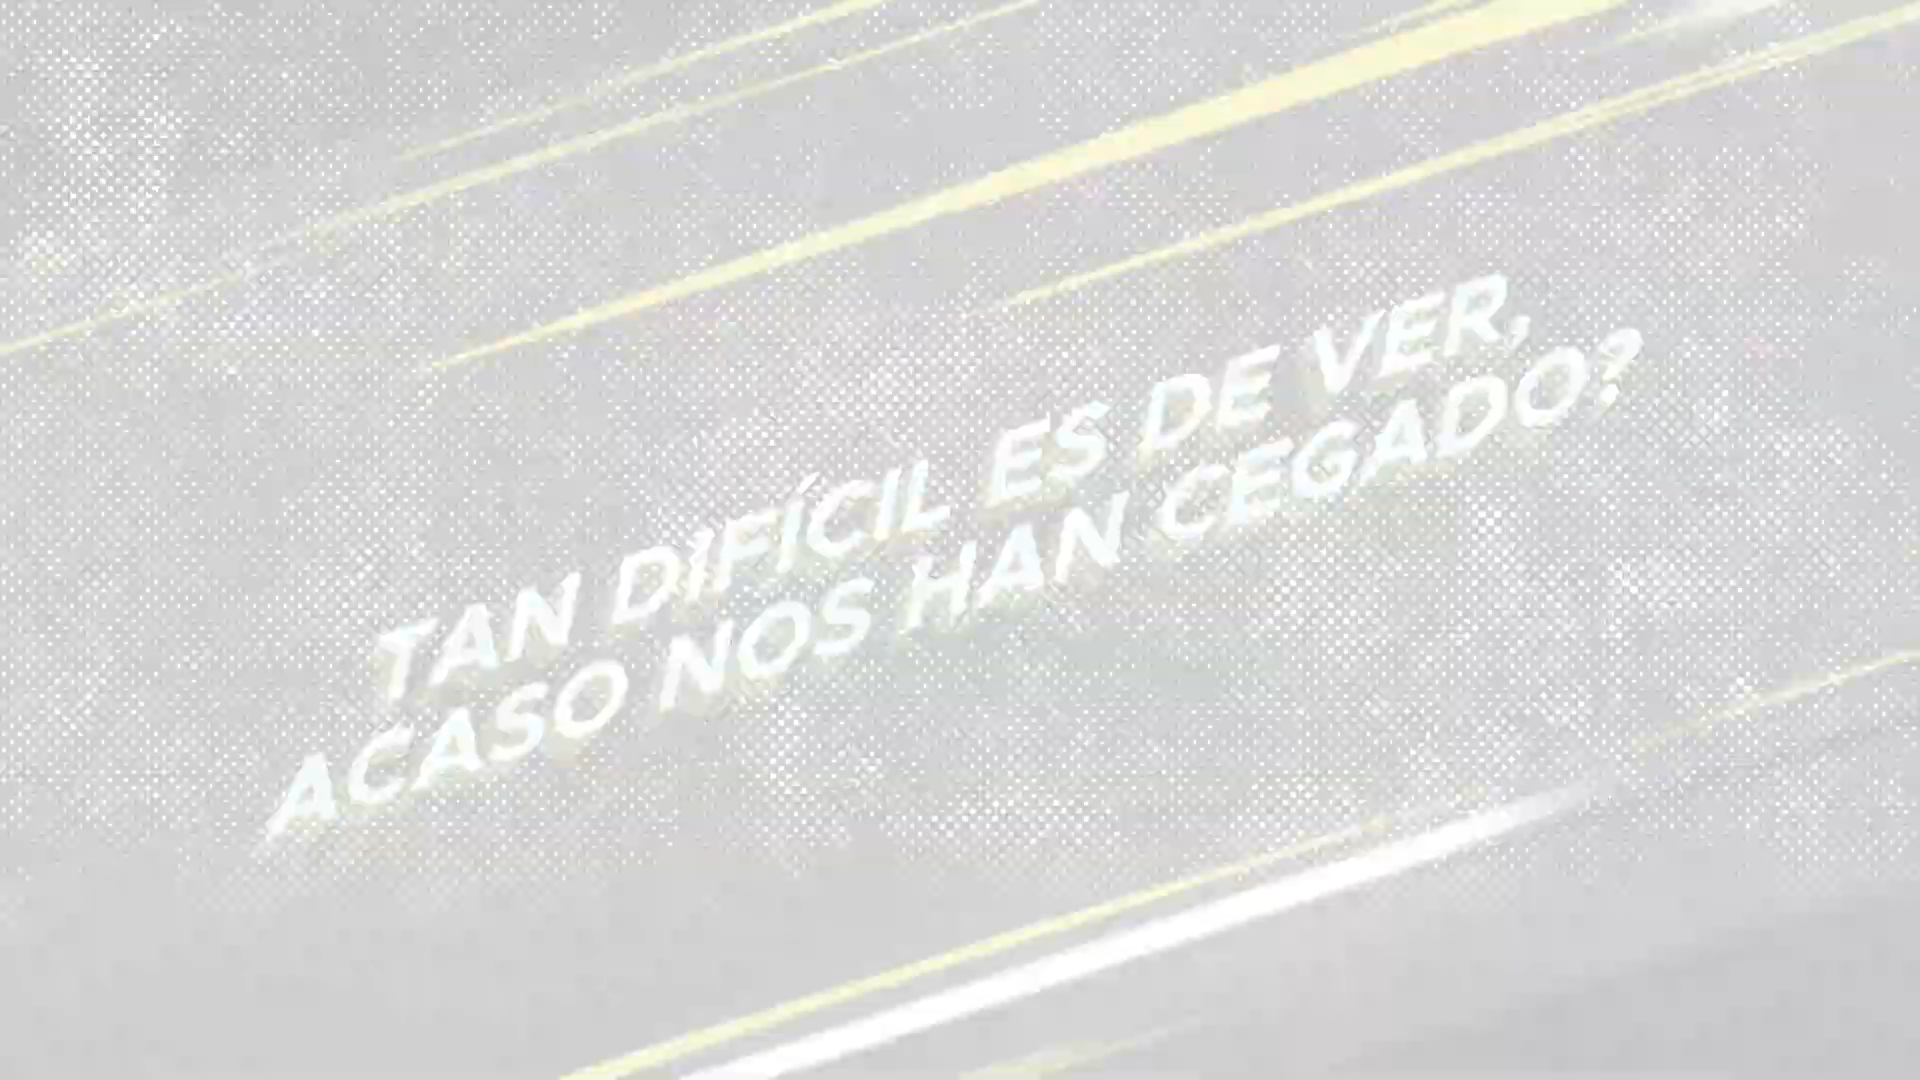 TAN DIFÍCIL ES DE VER,
ACASO NOS HAN CEGADO?